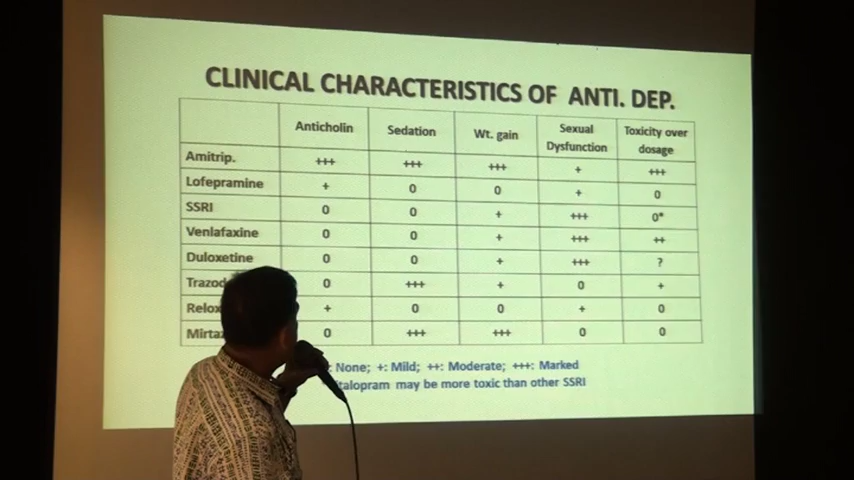 CLINICAL CHARACTERISTICS OF ANTI. DEP.
Anticholin Sedation Wt. gain Sexual Dysfunction Toxicity over dosage
Amitrip. +++ +++ +++ + +++
Lofepramine + 0 0 + 0
SSRI 0 0 + +++ 0*
Venlafaxine 0 0 + +++ ++
Duloxetine 0 0 + +++ ?
Trazod 0 +++ + 0 +
Relox + 0 0 + 0
Mirtaz 0 +++ +++ 0 0
: None; +: Mild; ++: Moderate; +++: Marked
italopram may be more toxic than other SSRI